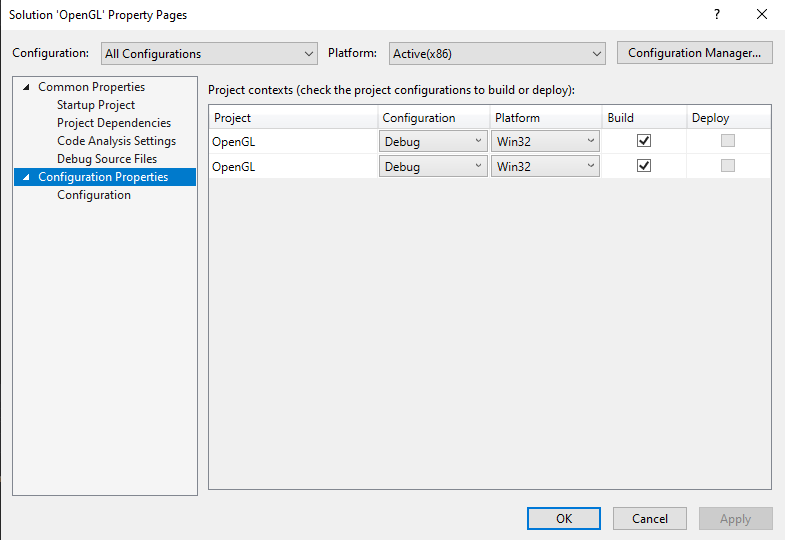 Solution 'OpenGL' Property Pages
Configuration: All Configurations Platform: Active(x86) Configuration Manager...
Common Properties
Startup Project
Project Dependencies
Code Analysis Settings
Debug Source Files
Configuration Properties
Configuration
Project contexts (check the project configurations to build or deploy):
Project Configuration Platform Build Deploy
OpenGL Debug Win32
OpenGL Debug Win32
OK Cancel Apply